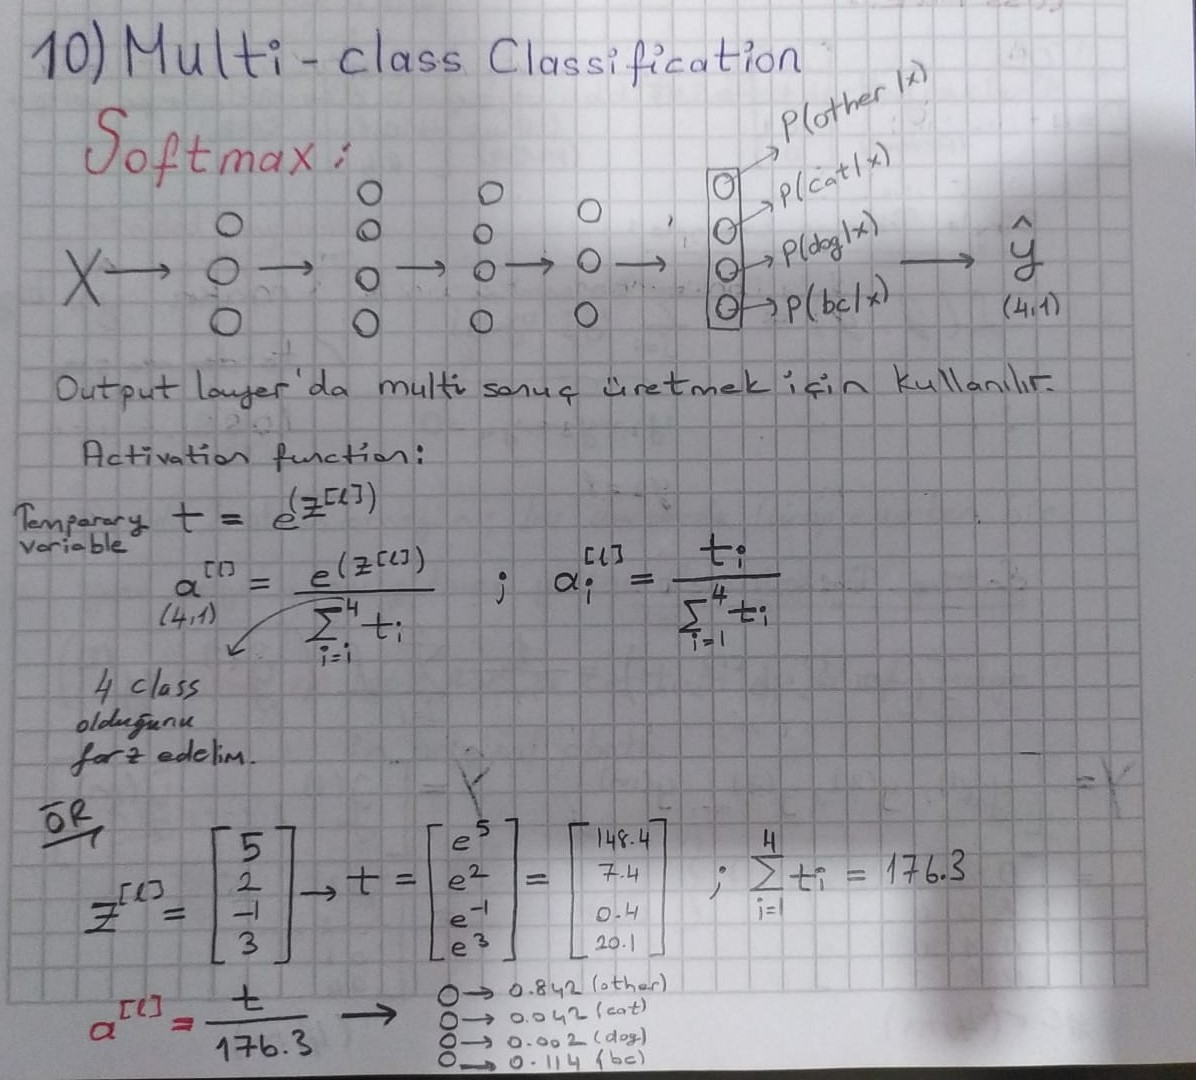 10) Multi-class Classification
Softmax:
p(other|x)
p(cat|x)
p(dog|x)
p(bc|x)
X → → → → → → ŷ
(4,1)
Output layer'da multi sonuç üretmek için kullanılır.
Activation function:
Temparary variable t = e^(z^[l])
a^[l] = e^(z^[l]) / Σ_{i=i}^4 t_i ; a_i^[l] = t_i / Σ_{i=1}^4 t_i
(4,1)
4 class
olduğunu
farz edelim.
ÖR
z^[l] = [5 2 -1 3] → t = [e^5 e^2 e^-1 e^3] = [148.4 7.4 0.4 20.1] ; Σ_{i=1}^4 t_i = 176.3
a^[l] = t / 176.3 →
→ 0.842 (other)
→ 0.042 (cat)
→ 0.002 (dog)
→ 0.114 (bc)